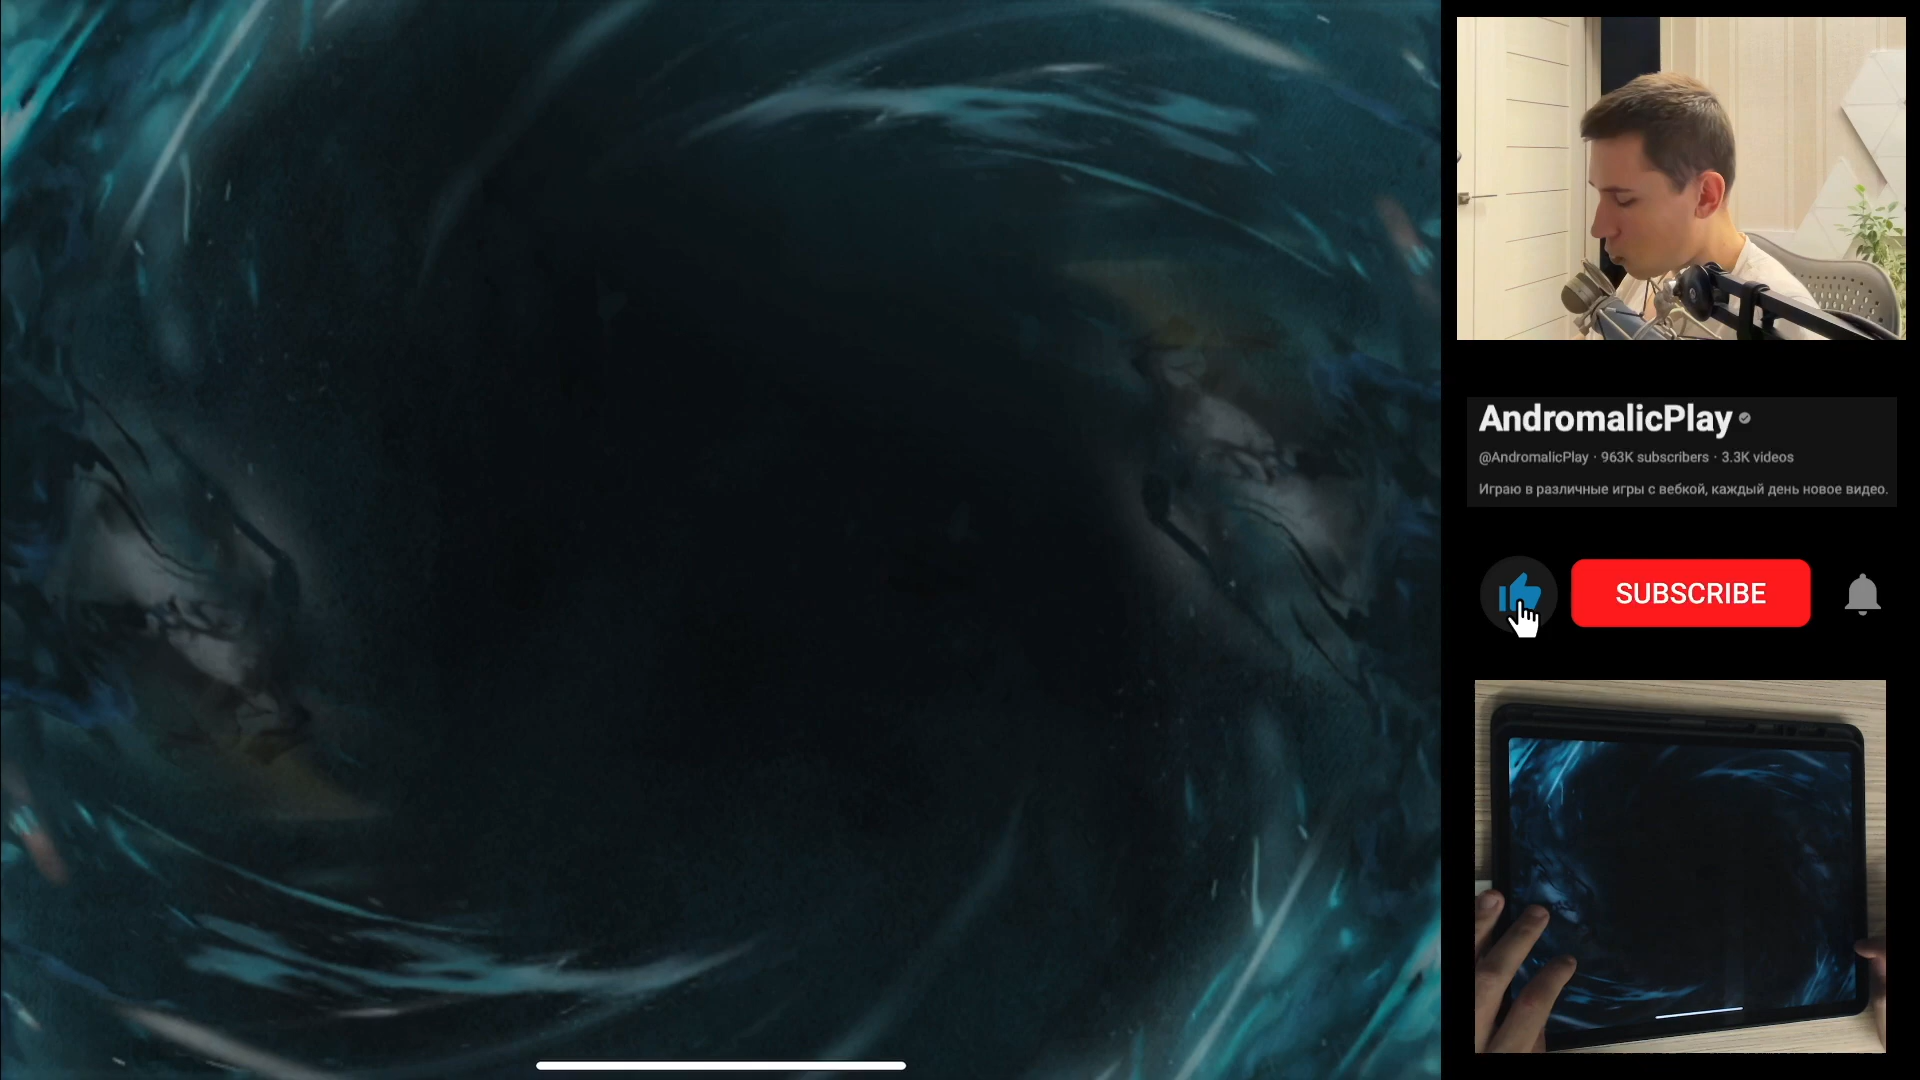 AndromalicPlay
@AndromalicPlay · 963K subscribers · 3.3K videos
Играю в различные игры с вебкой, каждый день новое видео.
SUBSCRIBE